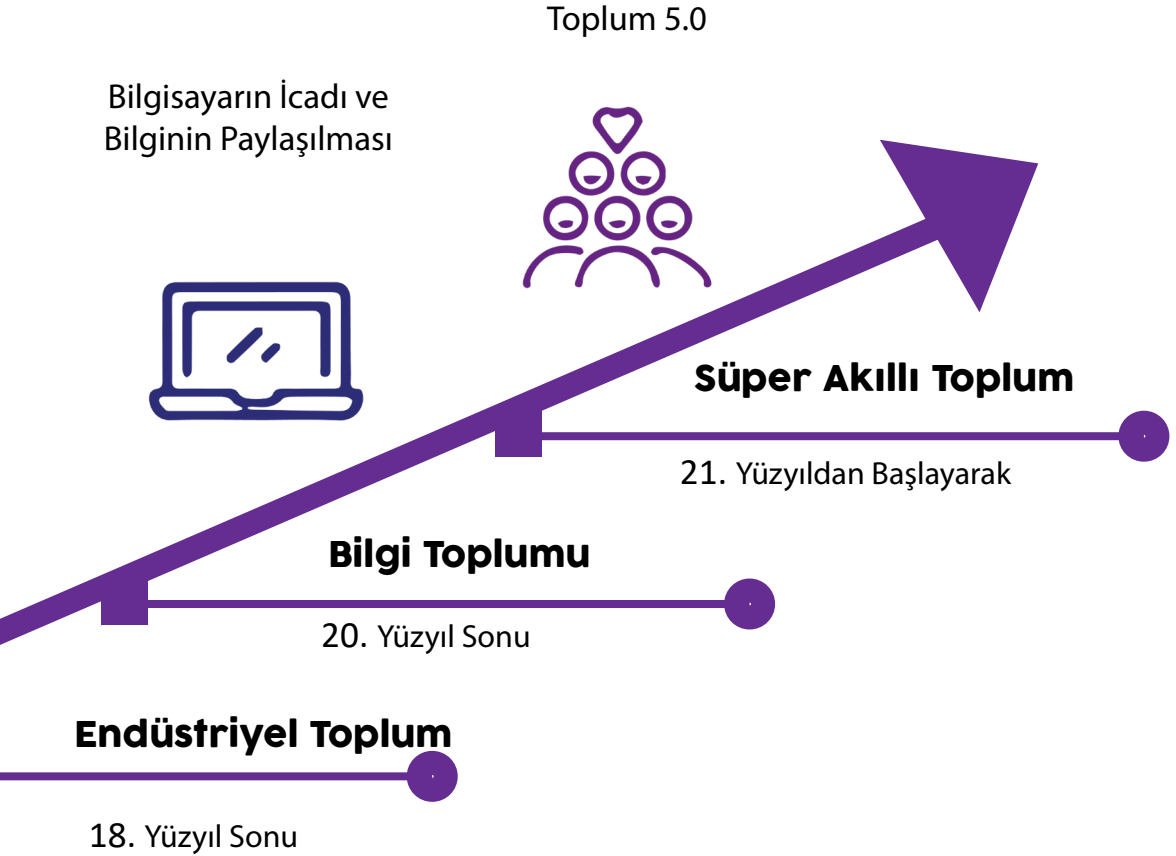 Toplum 5.0
Bilgisayarın İcadı ve
Bilginin Paylaşılması
Süper Akıllı Toplum
21. Yüzyıldan Başlayarak
Bilgi Toplumu
20. Yüzyıl Sonu
Endüstriyel Toplum
18. Yüzyıl Sonu